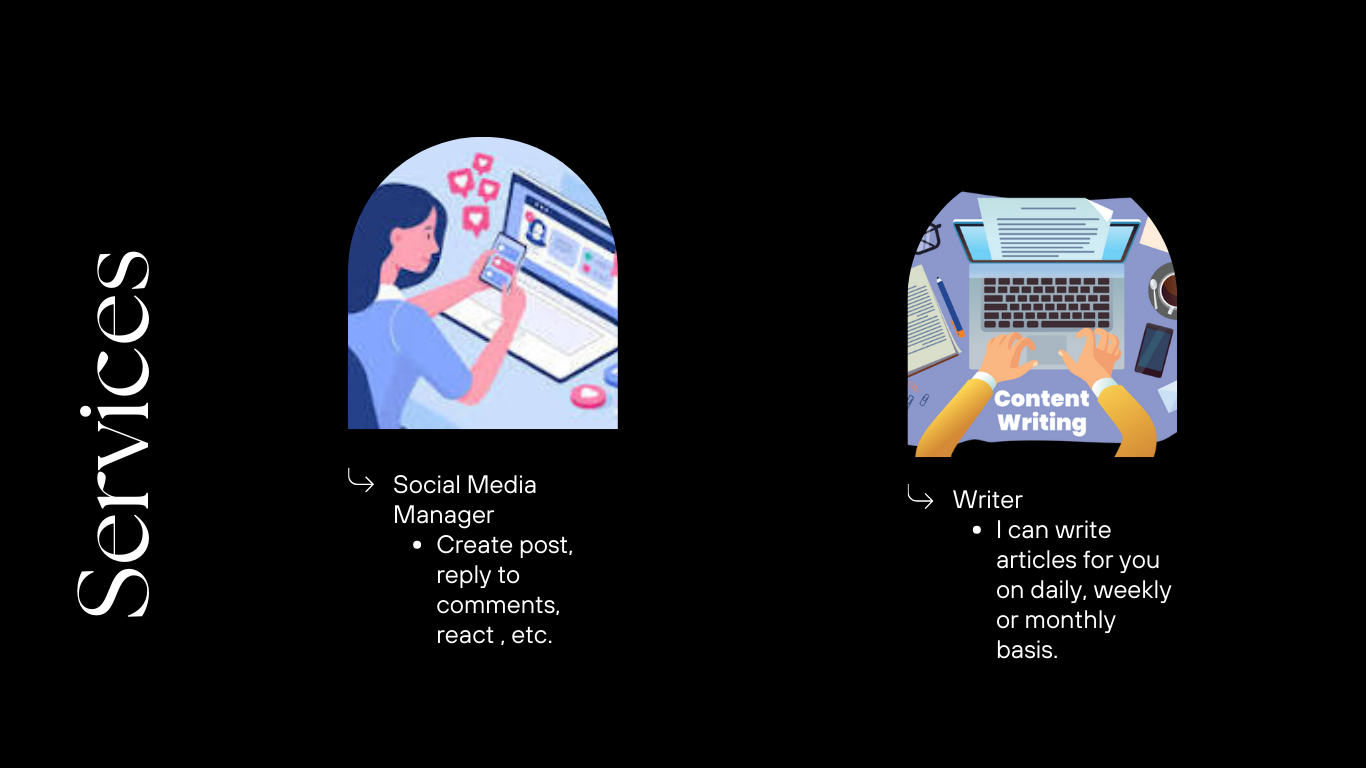 Services
Content
Writing
Social Media
Manager
Create post,
reply to
comments,
react , etc.
Writer
I can write
articles for you
on daily, weekly
or monthly
basis.